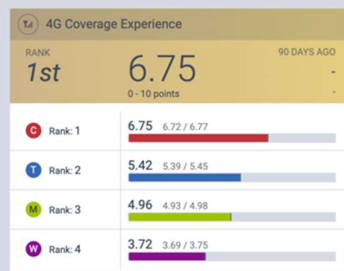 4G Coverage Experience
RANK
1st
6.75
0 - 10 points
90 DAYS AGO
-
-
C Rank: 1 6.75 6.72 / 6.77
T Rank: 2 5.42 5.39 / 5.45
M Rank: 3 4.96 4.93 / 4.98
W Rank: 4 3.72 3.69 / 3.75